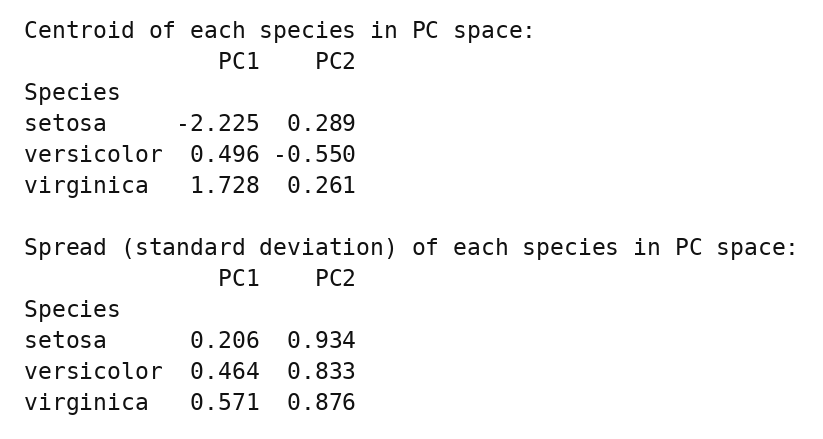 Centroid of each species in PC space:
              PC1    PC2
Species
setosa     -2.225  0.289
versicolor  0.496 -0.550
virginica   1.728  0.261

Spread (standard deviation) of each species in PC space:
              PC1    PC2
Species
setosa      0.206  0.934
versicolor  0.464  0.833
virginica   0.571  0.876